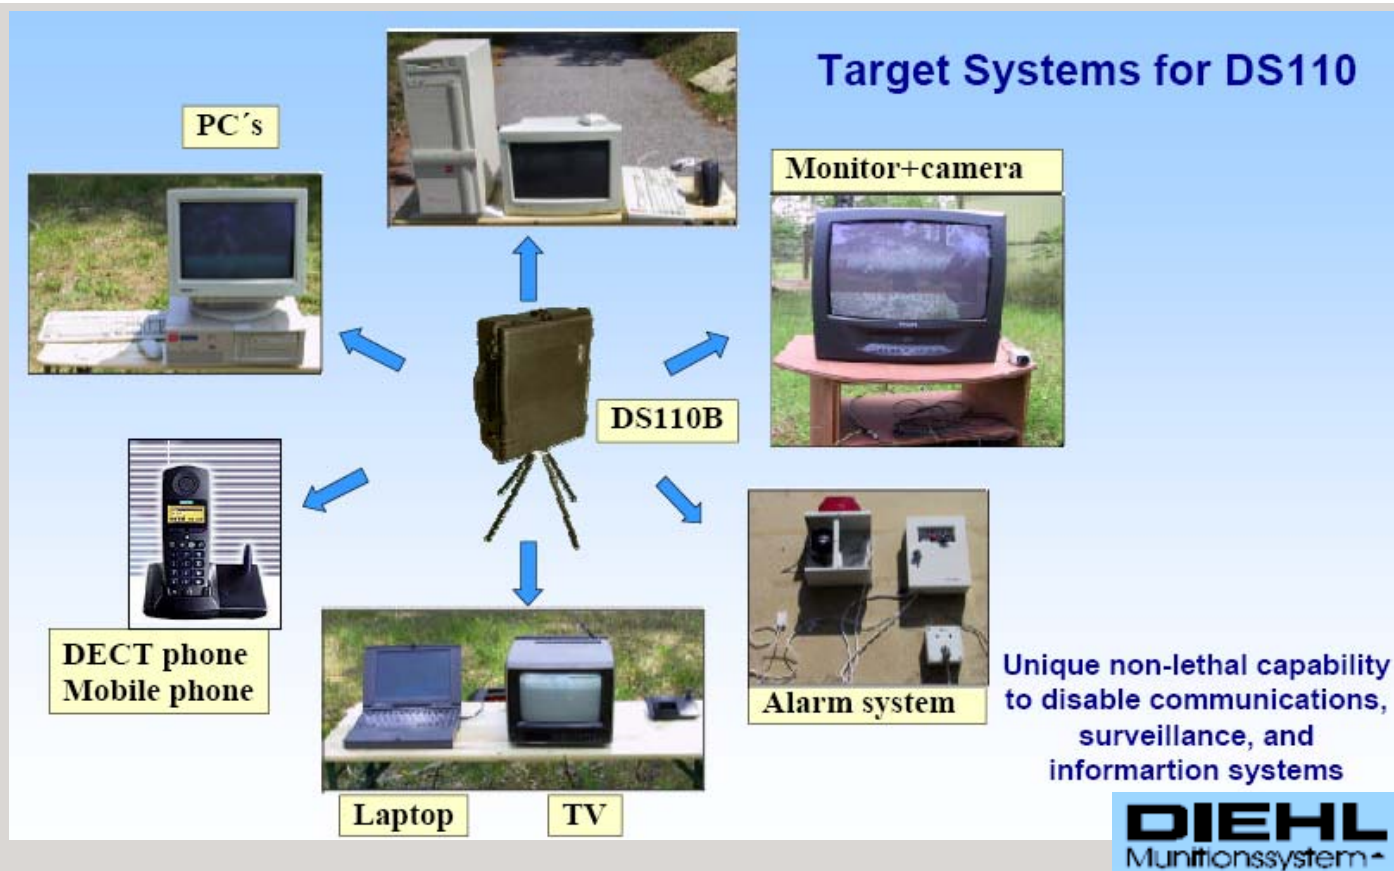 Target Systems for DS110
PC´s
Monitor+camera
DS110B
DECT phone
Mobile phone
Alarm system
Laptop
TV
Unique non-lethal capability
to disable communications,
surveillance, and
informartion systems
DIEHL
Munitionssystem